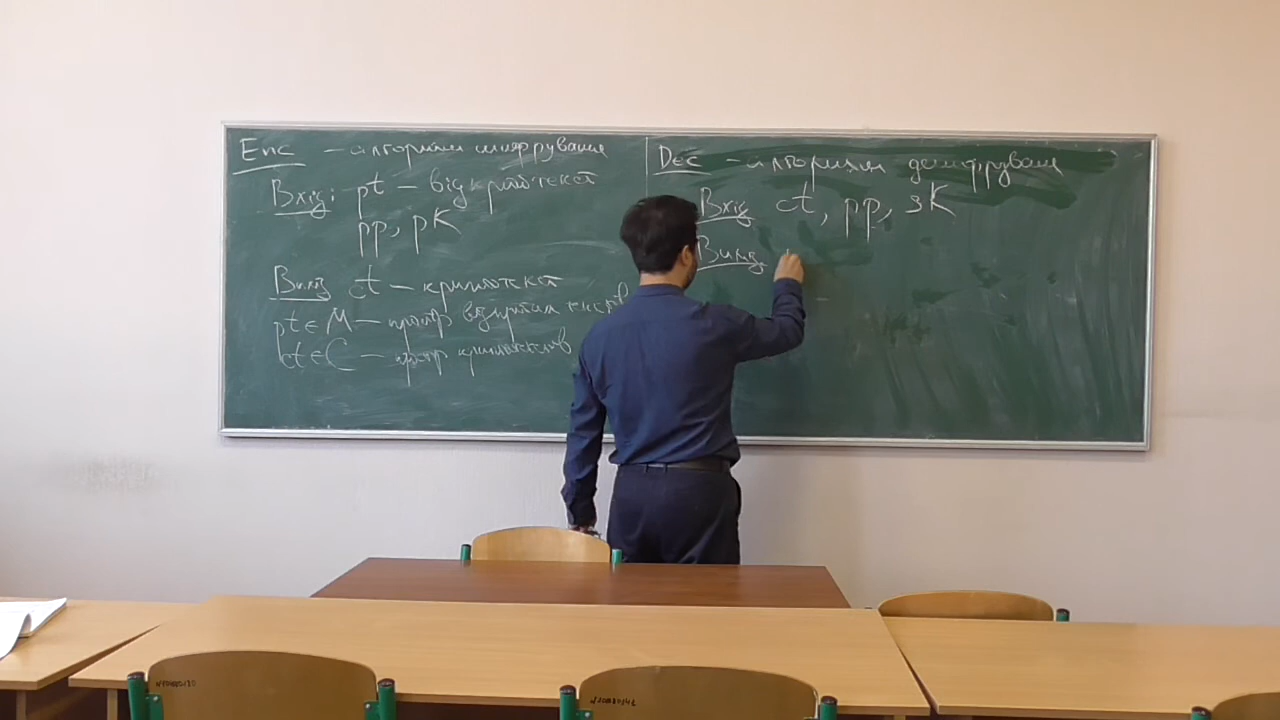 Enc – алгоритм шифрування
Вхід: pt – відкритий текст
pp, pK
Вихід ct – криптотекст
pt ∈ M – простір відкритих текстів
ct ∈ C – простір криптотекстів
Dec – алгоритм дешифрування
Вхід ct, pp, sK
Вихід